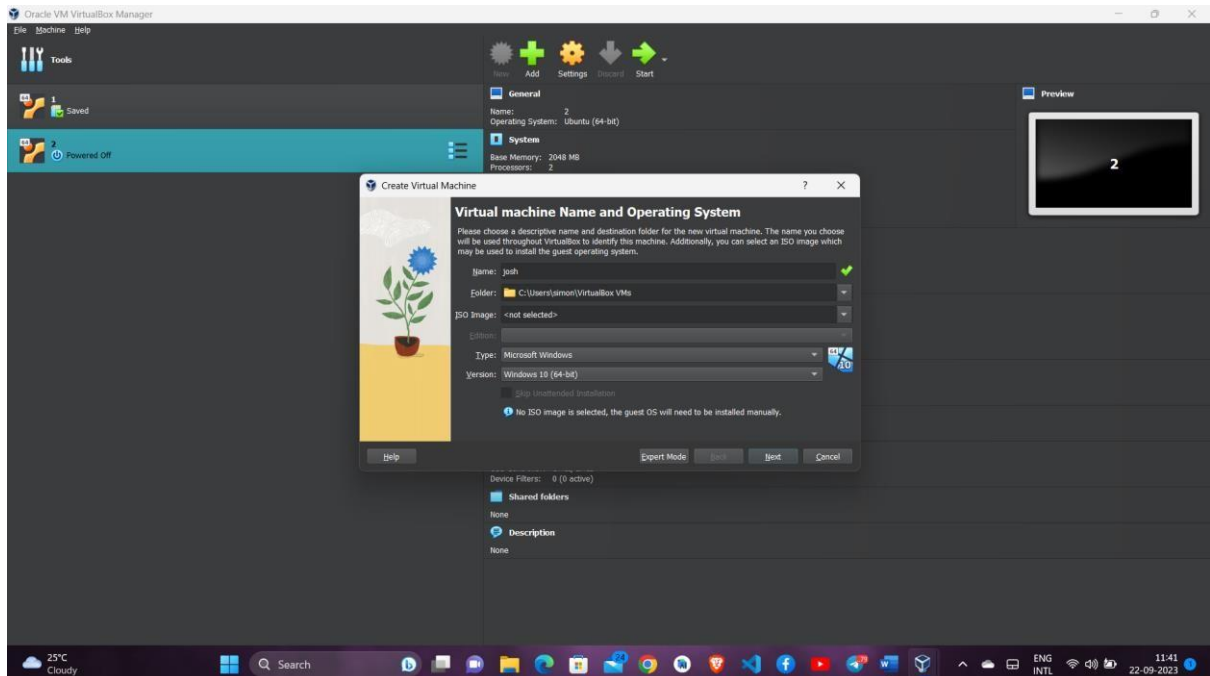 Oracle VM VirtualBox Manager
File Machine Help
Tools
New Add Settings Discard Start
1
Saved
2
Powered Off
General
Name: 2
Operating System: Ubuntu (64-bit)
System
Base Memory: 2048 MB
Processors: 2
Preview
2
Create Virtual Machine
?
Virtual machine Name and Operating System
Please choose a descriptive name and destination folder for the new virtual machine. The name you choose
will be used throughout VirtualBox to identify this machine. Additionally, you can select an ISO image which
may be used to install the guest operating system.
Name: josh
Folder: C:\Users\simon\VirtualBox VMs
ISO Image: <not selected>
Edition:
Type: Microsoft Windows
Version: Windows 10 (64-bit)
Skip Unattended Installation
No ISO image is selected, the guest OS will need to be installed manually.
Help Expert Mode Back Next Cancel
Device Filters: 0 (0 active)
Shared folders
None
Description
None
25°C
Cloudy
Search
ENG
INTL
11:41
22-09-2023